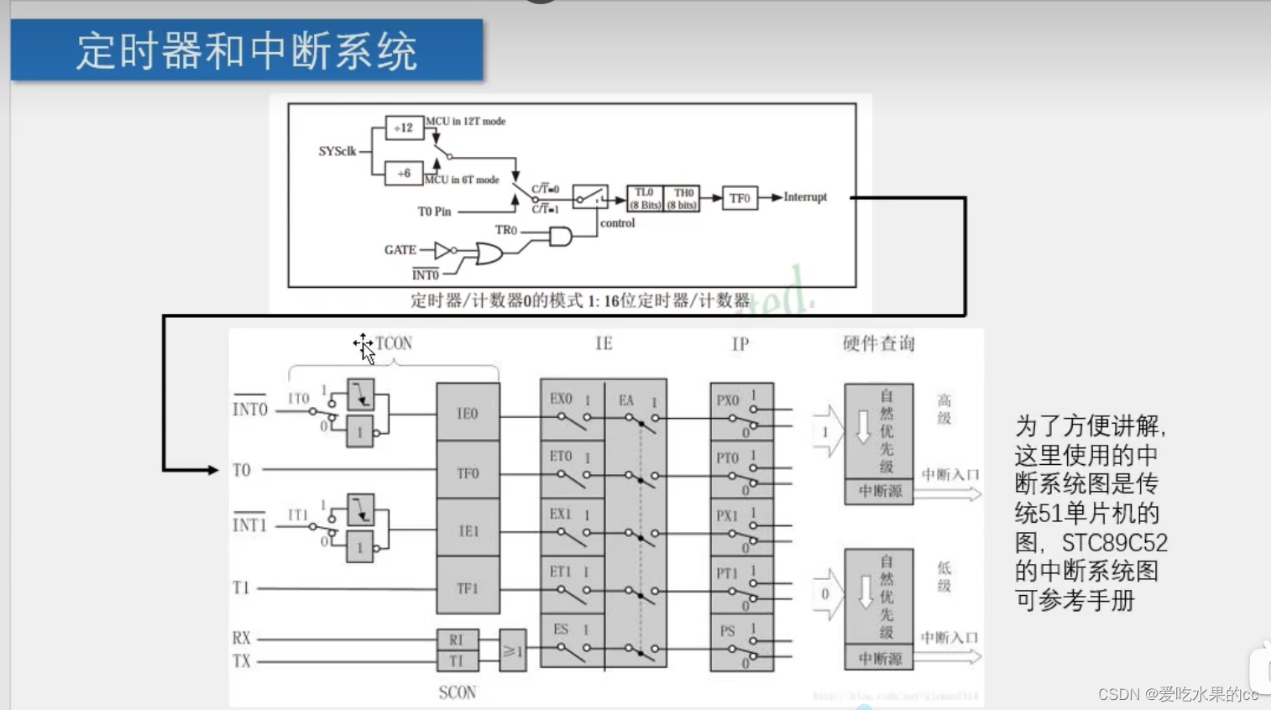 定时器和中断系统
÷12
MCU in 12T mode
SYSclk
÷6
MCU in 6T mode
C/T=0
C/T=1
T0 Pin
TL0
(8 Bits)
TH0
(8 bits)
TF0
Interrupt
control
TR0
GATE
INT0
定时器/计数器0的模式 1: 16位定时器/计数器
ted.
TCON
IE
IP
硬件查询
INT0
IT0
1
0
1
IE0
EX0
1
EA
1
PX0
1
0
1
自然优先级
中断源
高级
中断入口
T0
TF0
ET0
1
PT0
1
0
INT1
IT1
1
0
1
IE1
EX1
1
PX1
1
0
T1
TF1
ET1
1
PT1
1
0
0
自然优先级
中断源
低级
中断入口
RX
TX
RI
TI
≥1
ES
1
PS
1
0
SCON
为了方便讲解,
这里使用的中
断系统图是传
统51单片机的
图，STC89C52
的中断系统图
可参考手册
CSDN @爱吃水果的cc